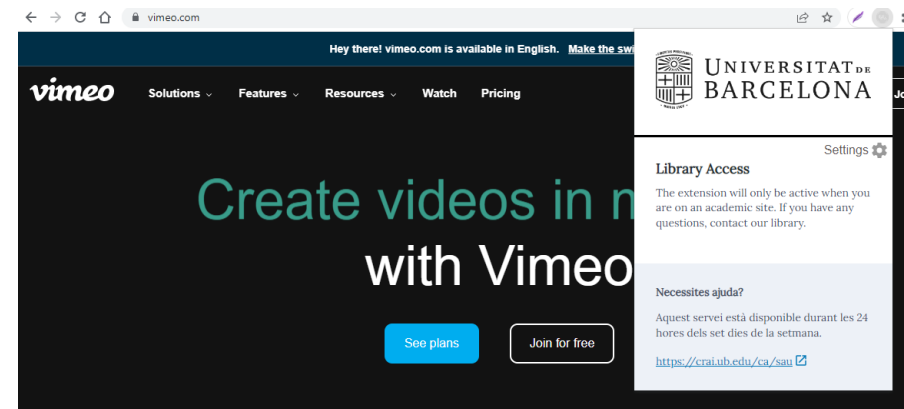 vimeo.com
Hey there! vimeo.com is available in English. Make the swi
vimeo
Solutions
Features
Resources
Watch
Pricing
Jo
Create videos in m
with Vimeo
See plans
Join for free
UNIVERSITAT DE
BARCELONA
Settings
Library Access
The extension will only be active when you
are on an academic site. If you have any
questions, contact our library.
Necessites ajuda?
Aquest servei està disponible durant les 24
hores dels set dies de la setmana.
https://crai.ub.edu/ca/sau